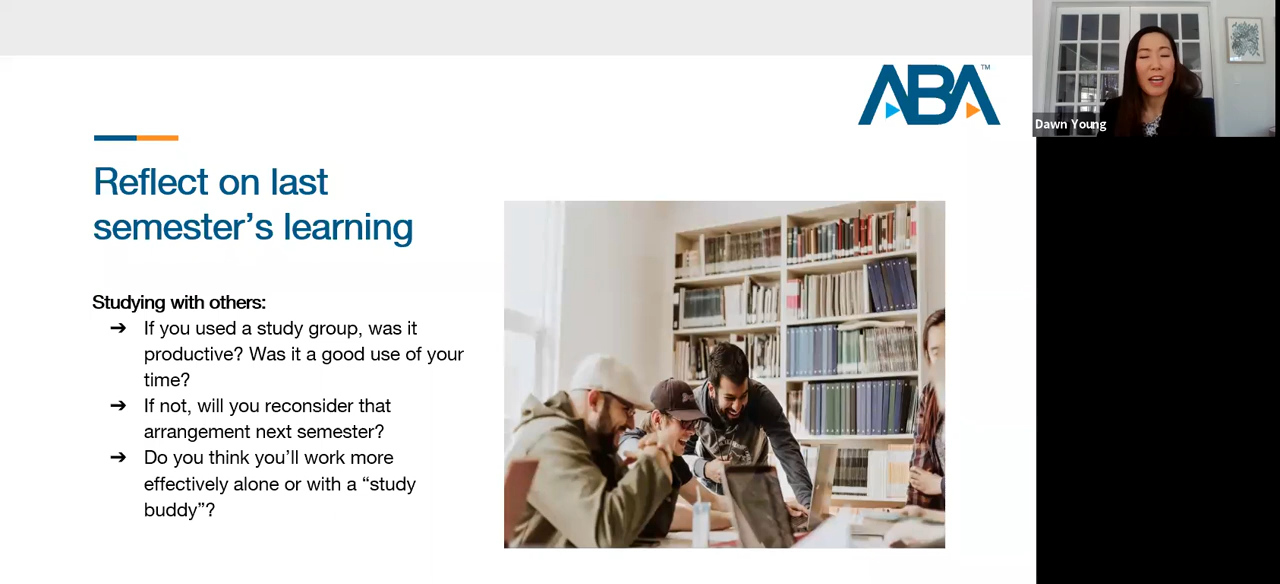 ABA™
Dawn Young
Reflect on last
semester’s learning
Studying with others:
➔ If you used a study group, was it
productive? Was it a good use of your
time?
➔ If not, will you reconsider that
arrangement next semester?
➔ Do you think you’ll work more
effectively alone or with a “study
buddy”?